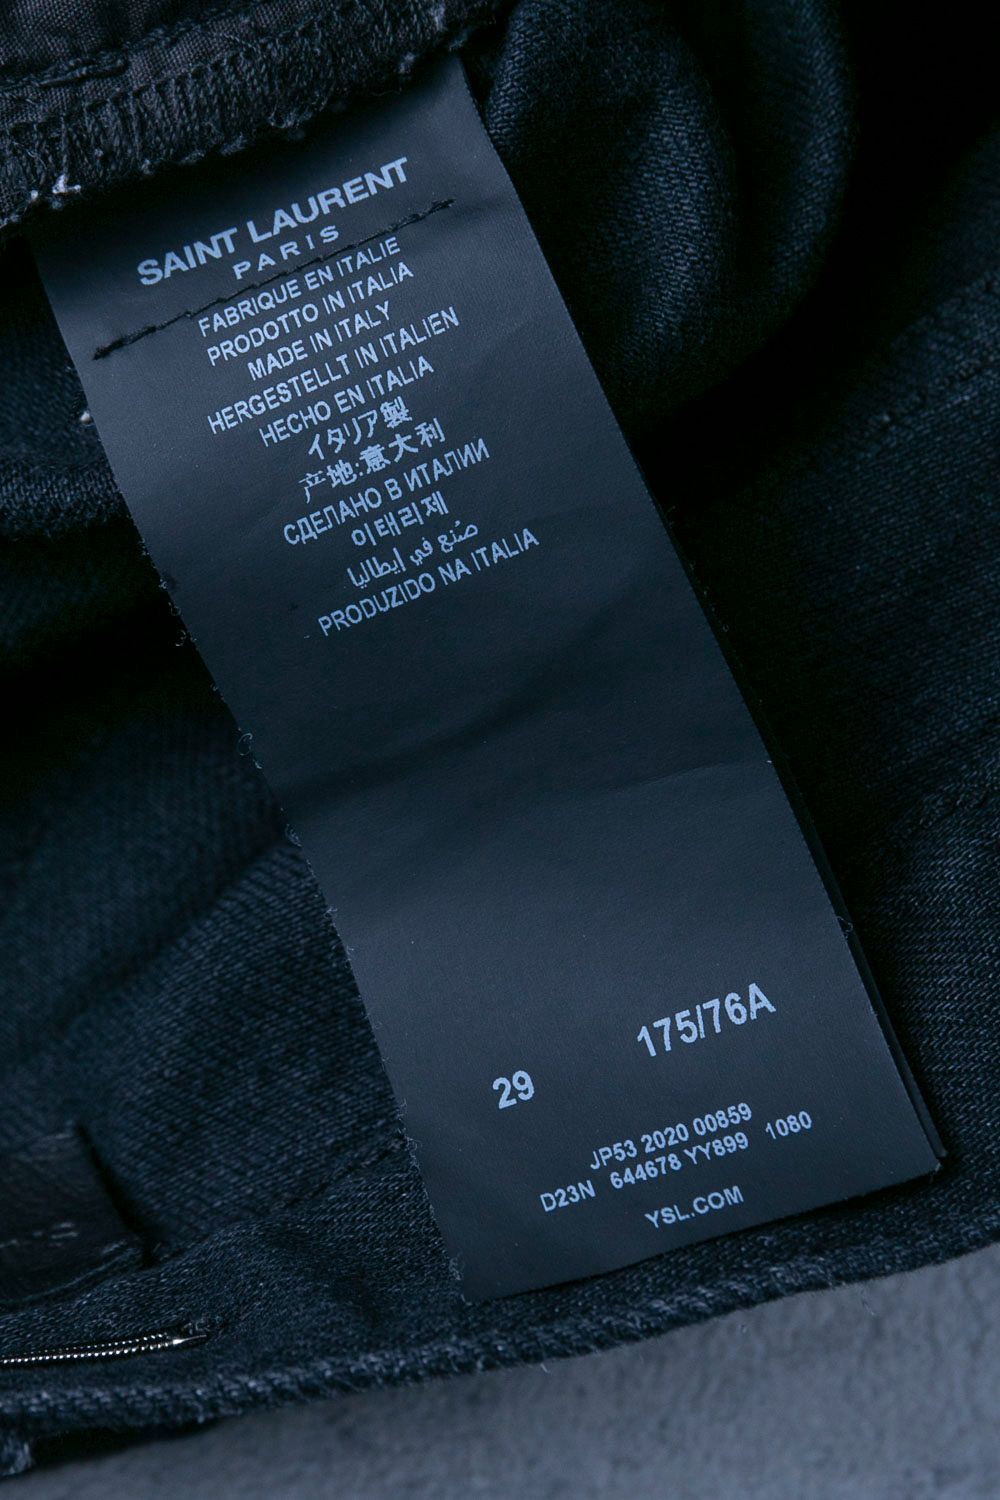 SAINT LAURENT
PARIS
FABRIQUE EN ITALIE
PRODOTTO IN ITALIA
MADE IN ITALY
HERGESTELLT IN ITALIEN
HECHO EN ITALIA
イタリア製
产地:意大利
СДЕЛАНО В ИТАЛИИ
이태리제
صُنع في إيطاليا
PRODUZIDO NA ITALIA
29 175/76A
JP53 2020 00859
D23N 644678 YY899 1080
YSL.COM